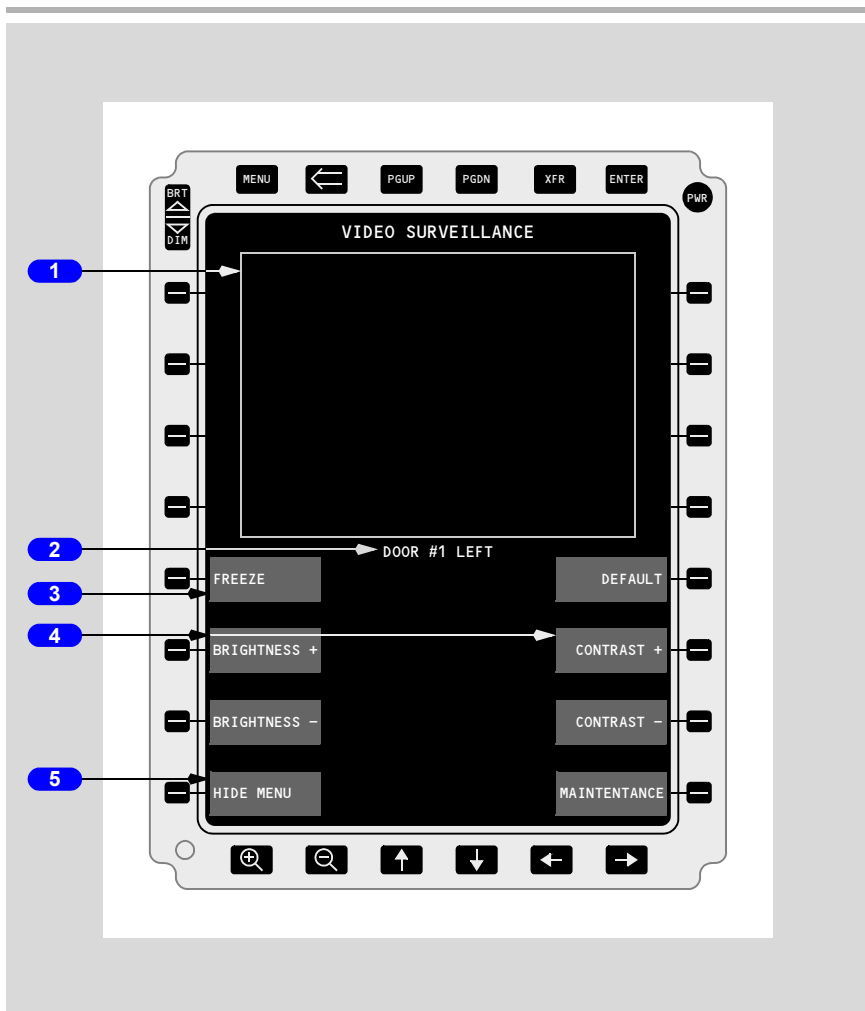 MENU PGUP PGDN XFR ENTER
BRT
DIM
PWR
VIDEO SURVEILLANCE
1
2
DOOR #1 LEFT
FREEZE
DEFAULT
3
4
BRIGHTNESS +
CONTRAST +
BRIGHTNESS −
CONTRAST −
5
HIDE MENU
MAINTENTANCE